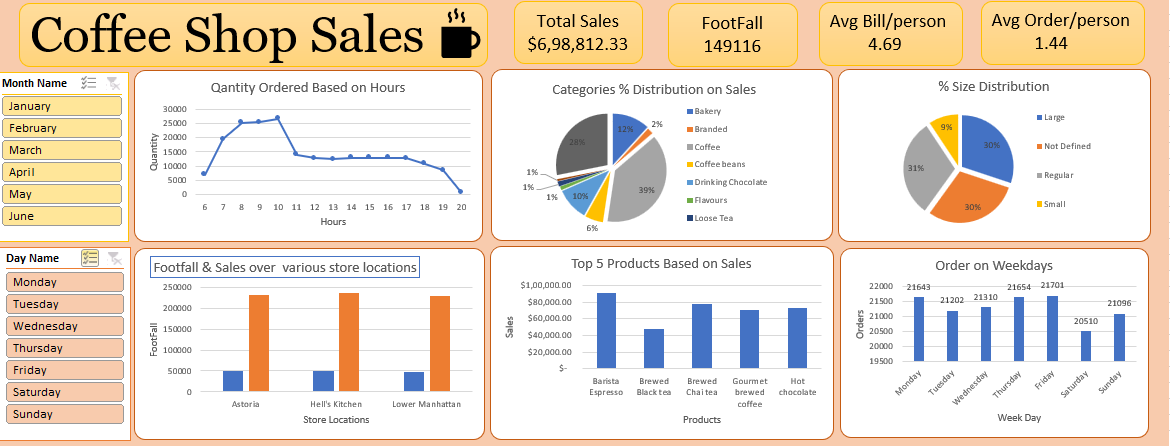 Coffee Shop Sales
Total Sales
$6,98,812.33
FootFall
149116
Avg Bill/person
4.69
Avg Order/person
1.44
Month Name
January
February
March
April
May
June
Day Name
Monday
Tuesday
Wednesday
Thursday
Friday
Saturday
Sunday
Qantity Ordered Based on Hours
Quantity
30000
25000
20000
15000
10000
5000
0
6 7 8 9 10 11 12 13 14 15 16 17 18 19 20
Hours
Categories % Distribution on Sales
12%
2%
39%
6%
10%
1%
1%
1%
28%
Bakery
Branded
Coffee
Coffee beans
Drinking Chocolate
Flavours
Loose Tea
% Size Distribution
30%
30%
31%
9%
Large
Not Defined
Regular
Small
Footfall & Sales over various store locations
FootFall
250000
200000
150000
100000
50000
0
Astoria Hell's Kitchen Lower Manhattan
Store Locations
Top 5 Products Based on Sales
Sales
$1,00,000.00
$80,000.00
$60,000.00
$40,000.00
$20,000.00
$-
Barista Espresso
Brewed Black tea
Brewed Chai tea
Gourmet brewed coffee
Hot chocolate
Products
Order on Weekdays
Orders
22000
21500
21000
20500
20000
19500
21643 21202 21310 21654 21701 20510 21096
Monday Tuesday Wednesday Thursday Friday Saturday Sunday
Week Day